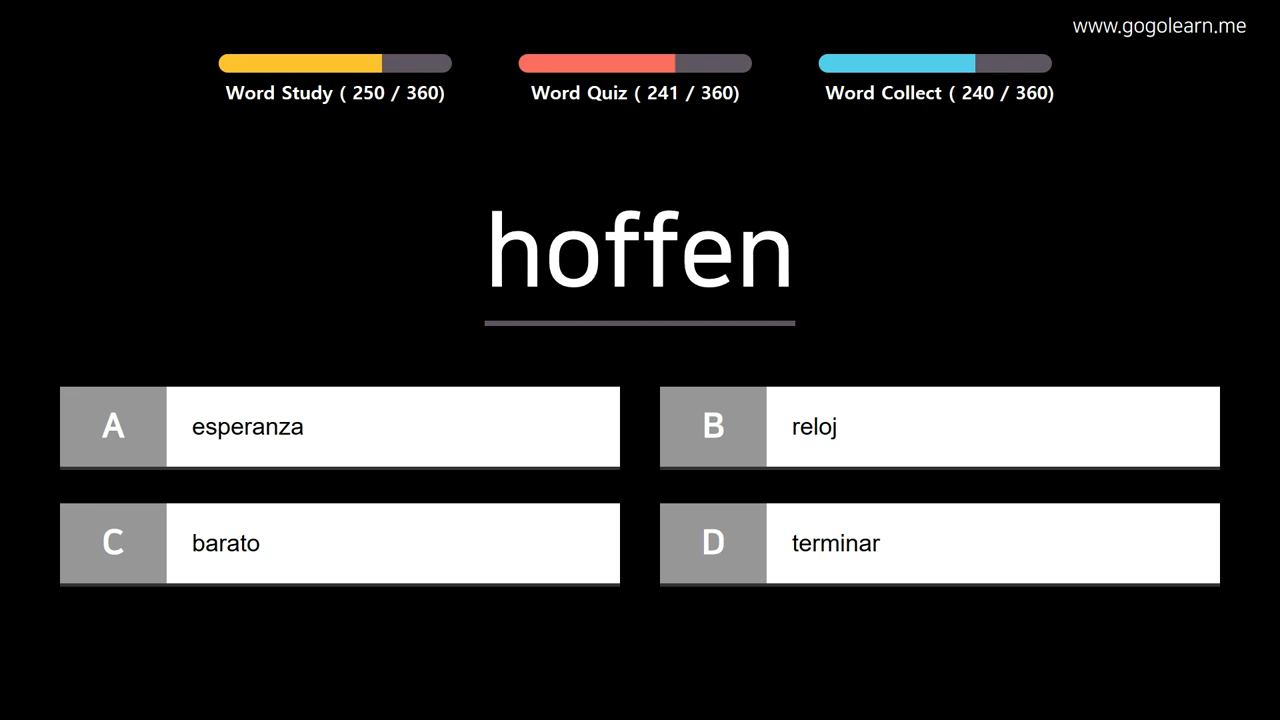 www.gogolearn.me
Word Study ( 250 / 360)
Word Quiz ( 241 / 360)
Word Collect ( 240 / 360)
hoffen
A esperanza
B reloj
C barato
D terminar